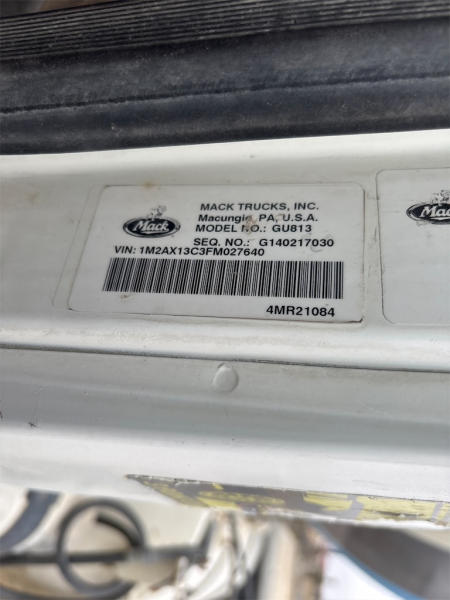 Mack
MACK TRUCKS, INC.
Macungie, PA, U.S.A.
MODEL NO.: GU813
SEQ. NO.: G140217030
VIN: 1M2AX13C3FM027640
4MR21084
Mack